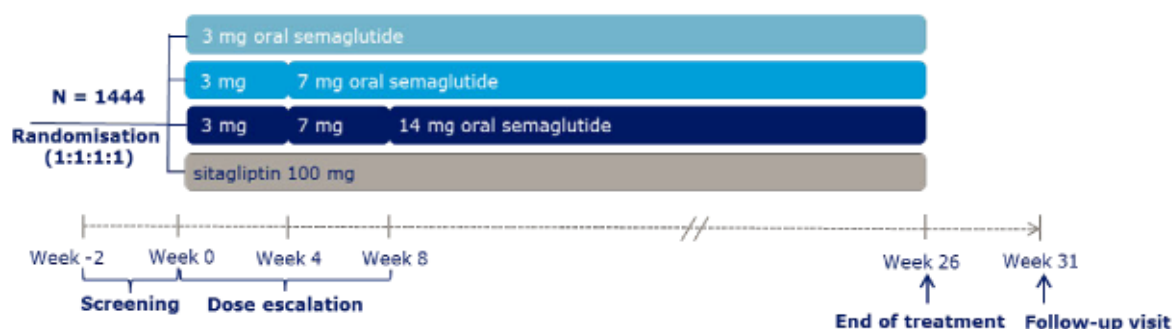 3 mg oral semaglutide
3 mg 7 mg oral semaglutide
N = 1444
3 mg 7 mg 14 mg oral semaglutide
Randomisation
(1:1:1:1)
sitagliptin 100 mg
Week -2 Week 0 Week 4 Week 8 Week 26 Week 31
Screening Dose escalation
End of treatment Follow-up visit